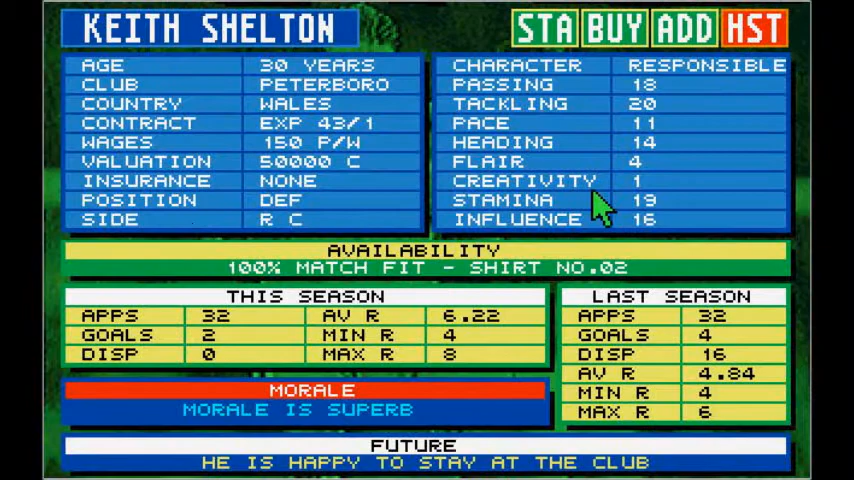 KEITH SHELTON
STA BUY ADD HST
AGE 30 YEARS
CLUB PETERBORO
COUNTRY WALES
CONTRACT EXP 43/1
WAGES 150 P/W
VALUATION 50000 C
INSURANCE NONE
POSITION DEF
SIDE R C
CHARACTER RESPONSIBLE
PASSING 18
TACKLING 20
PACE 11
HEADING 14
FLAIR 4
CREATIVITY 1
STAMINA 19
INFLUENCE 16
AVAILABILITY
100% MATCH FIT - SHIRT NO.02
THIS SEASON
APPS 32 AV R 6.22
GOALS 2 MIN R 4
DISP 0 MAX R 8
LAST SEASON
APPS 32
GOALS 4
DISP 16
AV R 4.84
MIN R 4
MAX R 6
MORALE
MORALE IS SUPERB
FUTURE
HE IS HAPPY TO STAY AT THE CLUB